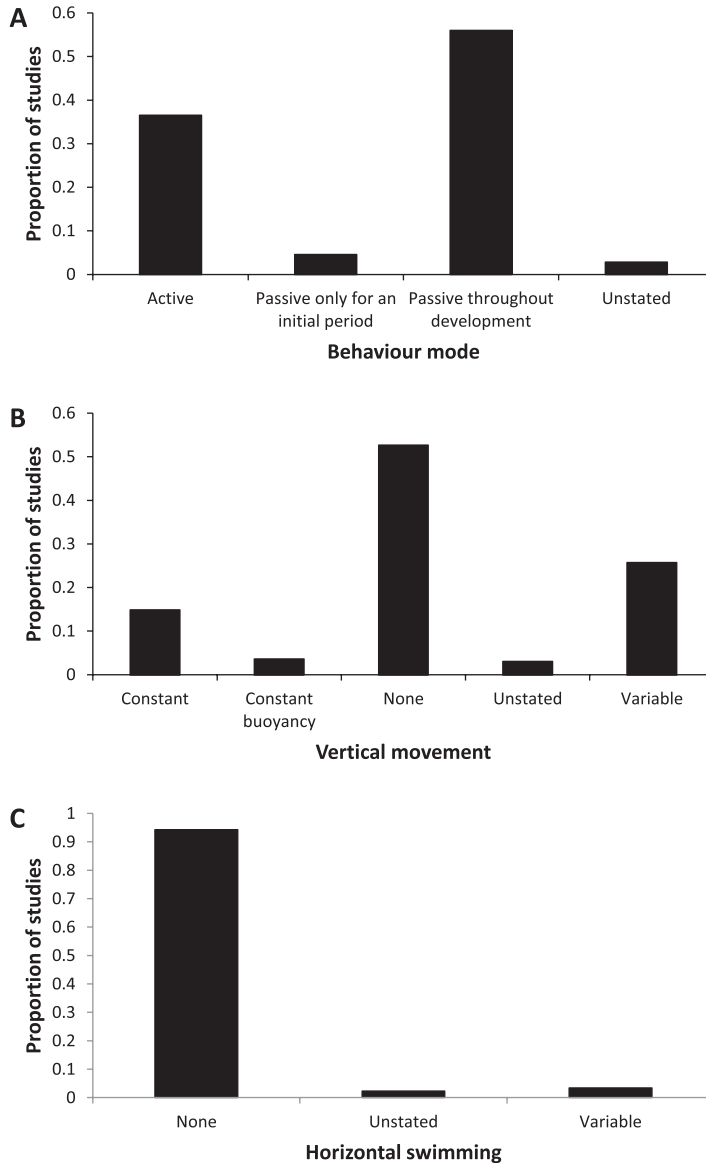 A
Proportion of studies
0.6
0.5
0.4
0.3
0.2
0.1
0
Active
Passive only for an
initial period
Passive throughout
development
Unstated
Behaviour mode
B
Proportion of studies
0.6
0.5
0.4
0.3
0.2
0.1
0
Constant
Constant
buoyancy
None
Unstated
Variable
Vertical movement
C
Proportion of studies
1
0.9
0.8
0.7
0.6
0.5
0.4
0.3
0.2
0.1
0
None
Unstated
Variable
Horizontal swimming